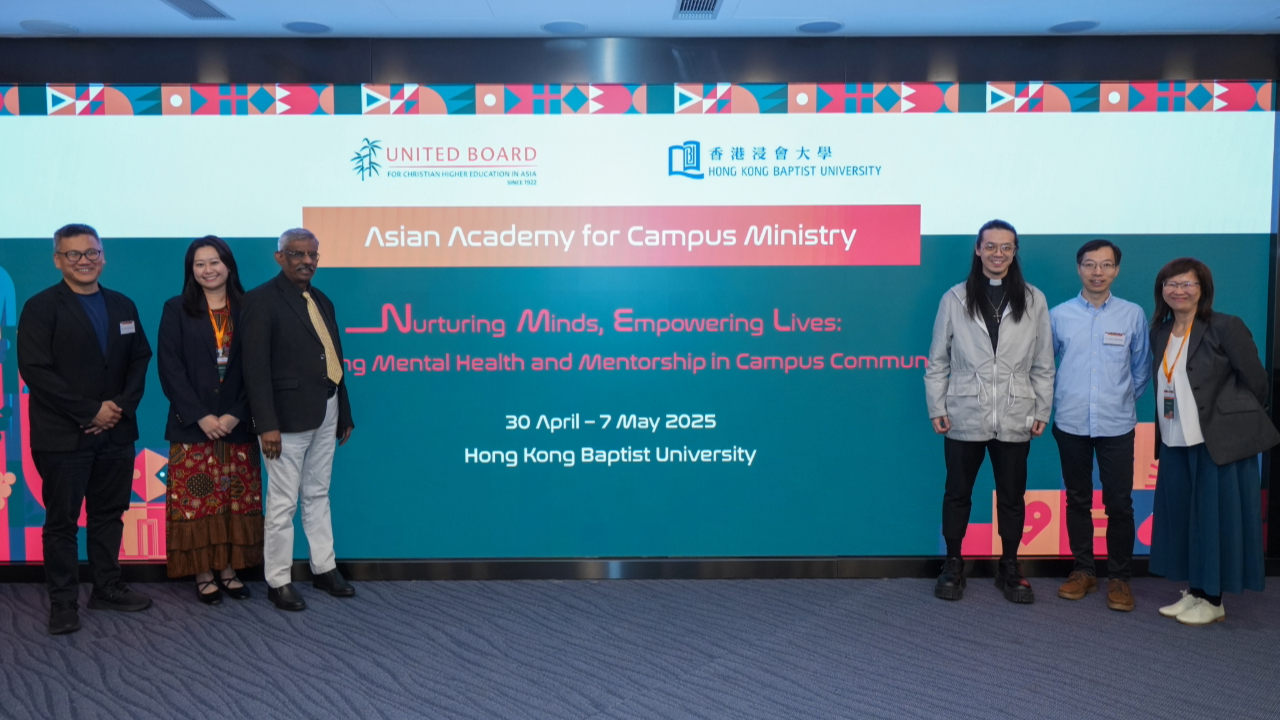 UNITED BOARD
FOR CHRISTIAN HIGHER EDUCATION IN ASIA
SINCE 1922
香港浸會大學
HONG KONG BAPTIST UNIVERSITY
Asian Academy for Campus Ministry
Nurturing Minds, Empowering Lives:
ng Mental Health and Mentorship in Campus Commun
30 April – 7 May 2025
Hong Kong Baptist University